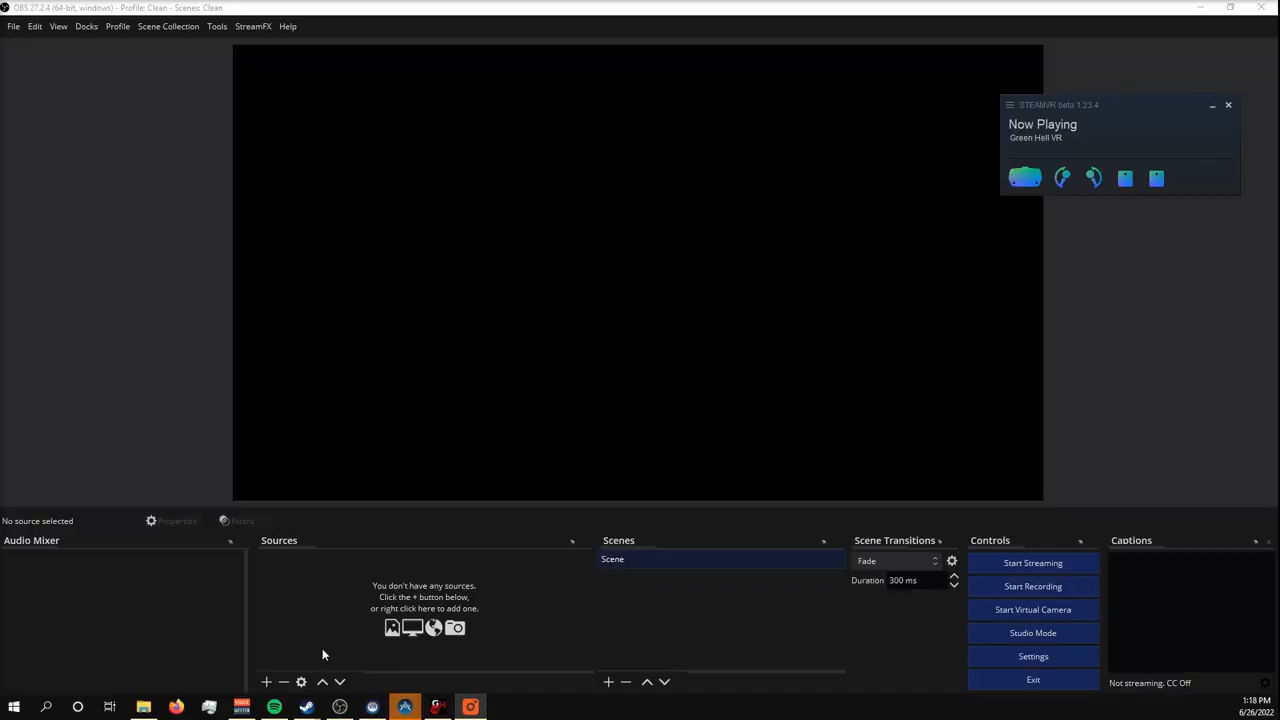 OBS 27.2.4 (64-bit, windows) - Profile: Clean - Scenes: Clean
File Edit View Docks Profile Scene Collection Tools StreamFX Help
STEAMVR beta 1.23.4
Now Playing
Green Hell VR
No source selected Properties Filters
Audio Mixer
Sources
You don't have any sources.
Click the + button below,
or right click here to add one.
Scenes
Scene
Scene Transitions
Fade
Duration 300 ms
Controls
Start Streaming
Start Recording
Start Virtual Camera
Studio Mode
Settings
Exit
Captions
Not streaming. CC Off
1:18 PM
6/26/2022